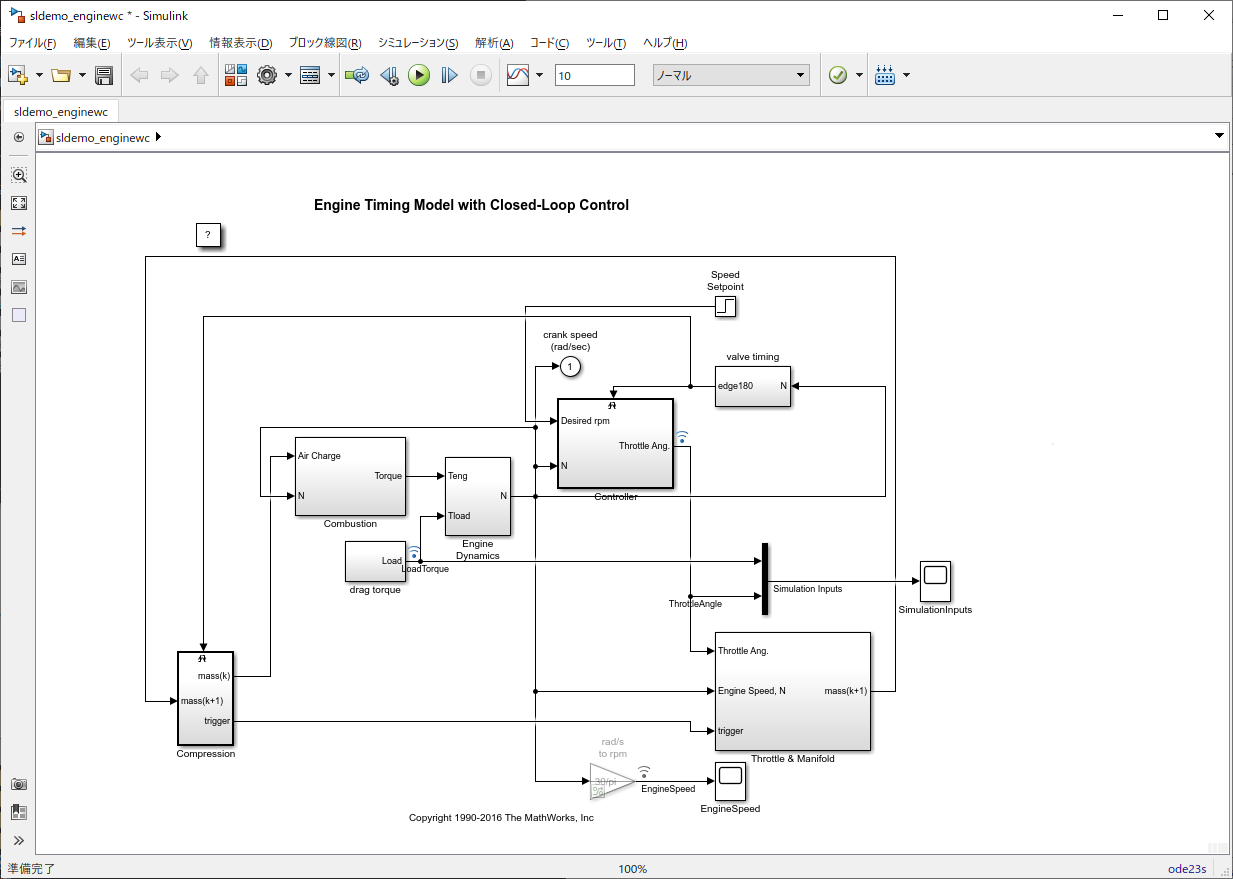 sldemo_enginewc * - Simulink
ファイル(F) 編集(E) ツール表示(V) 情報表示(D) ブロック線図(R) シミュレーション(S) 解析(A) コード(C) ツール(T) ヘルプ(H)
10 ノーマル
sldemo_enginewc
sldemo_enginewc
Engine Timing Model with Closed-Loop Control
?
Speed
Setpoint
crank speed
(rad/sec)
1
valve timing
edge180 N
Desired rpm
Throttle Ang.
N
Controller
Air Charge
Torque
N
Combustion
Teng
N
Tload
Engine
Dynamics
Load
LoadTorque
drag torque
Simulation Inputs
ThrottleAngle
SimulationInputs
mass(k)
mass(k+1)
trigger
Compression
Throttle Ang.
Engine Speed, N mass(k+1)
trigger
Throttle & Manifold
rad/s
to rpm
30/pi
EngineSpeed
EngineSpeed
Copyright 1990-2016 The MathWorks, Inc
準備完了 100% ode23s